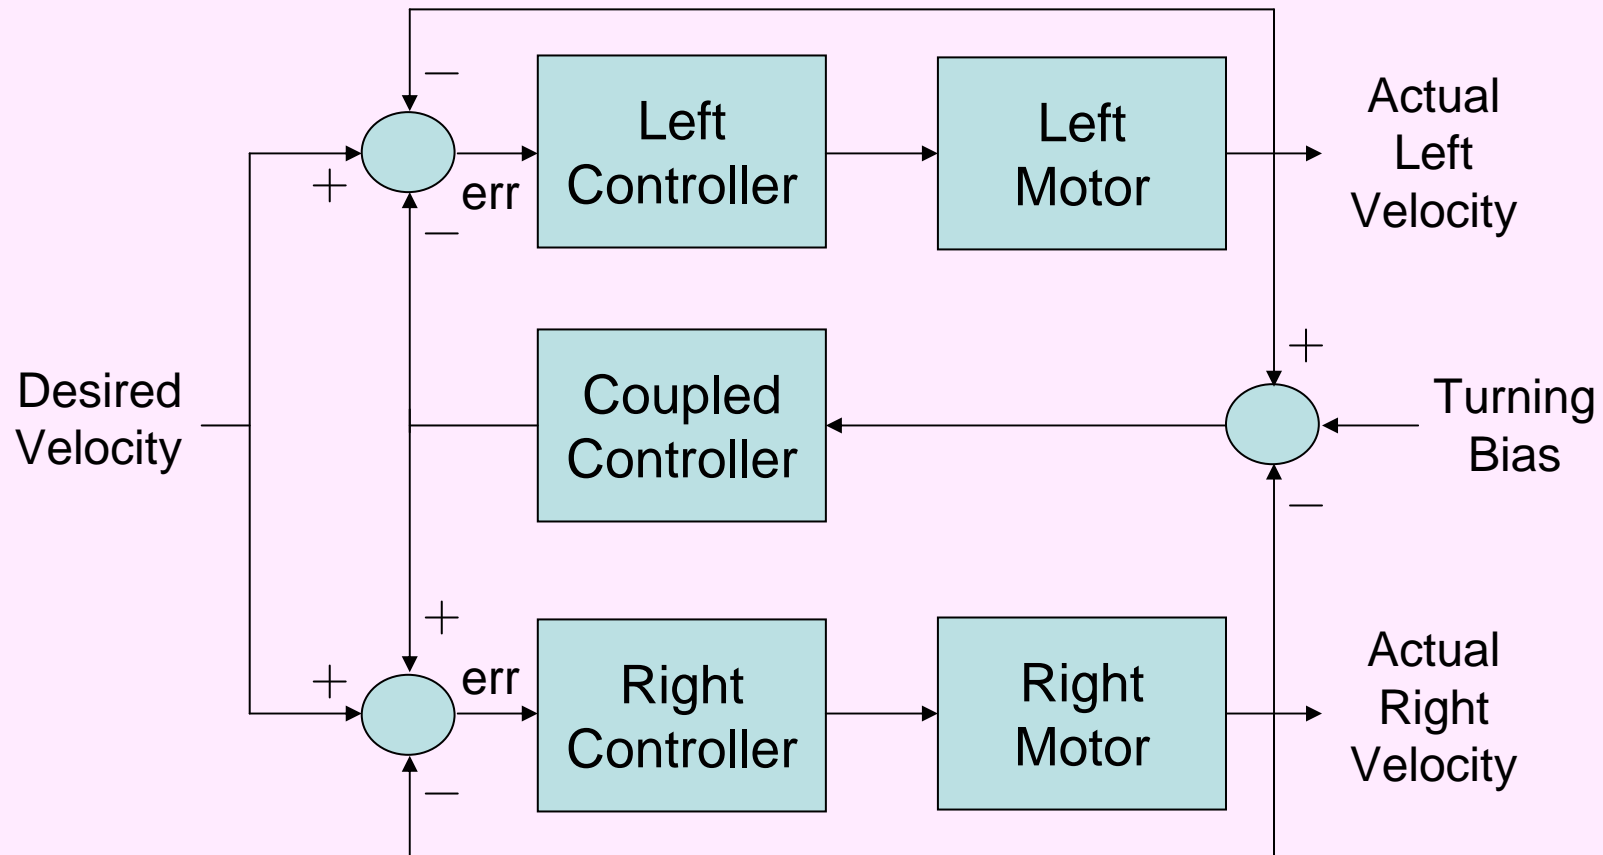 —
Left
Controller
Left
Motor
Actual
Left
Velocity
+
err
—
Desired
Velocity
Coupled
Controller
+
Turning
Bias
—
+
+
err
Right
Controller
Right
Motor
Actual
Right
Velocity
—